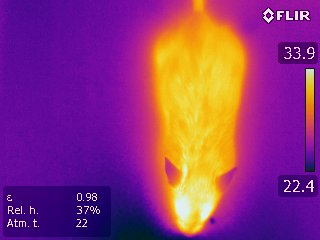 FLIR
33.9
22.4
ε 0.98
Rel. h. 37%
Atm. t. 22